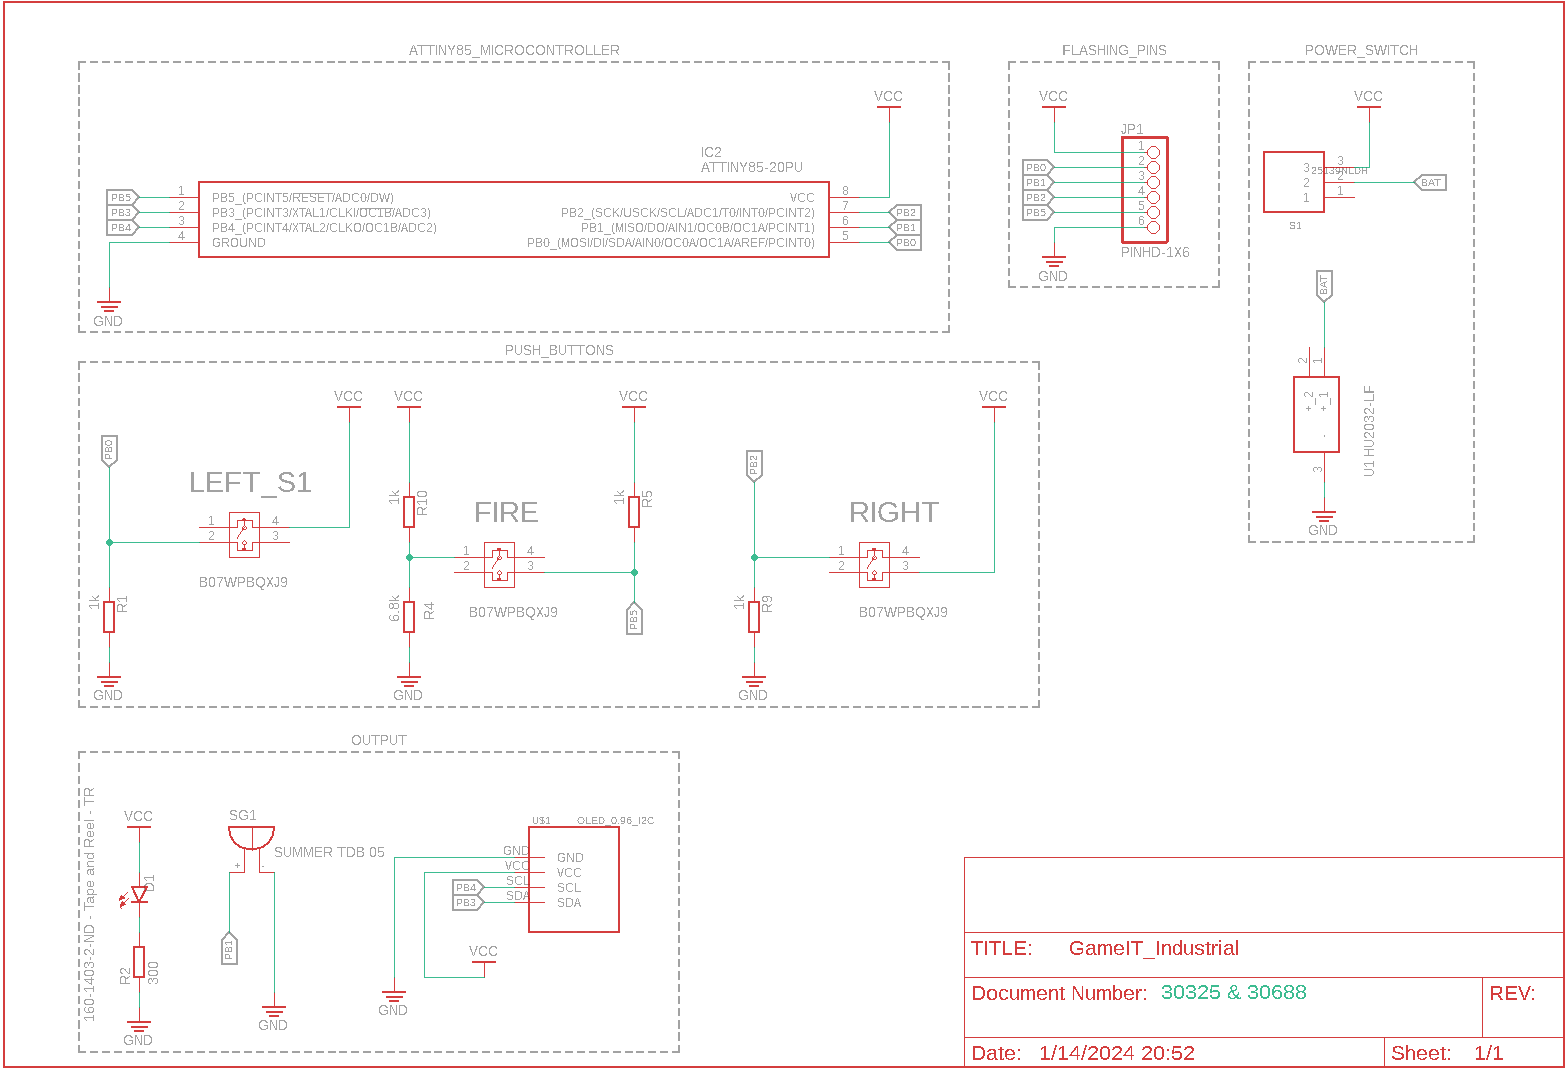 ATTINY85_MICROCONTROLLER
VCC
IC2
ATTINY85-20PU
PB5 1 PB5_(PCINT5/RESET/ADC0/DW) VCC 8
PB3 2 PB3_(PCINT3/XTAL1/CLKI/OC1B/ADC3) PB2_(SCK/USCK/SCL/ADC1/T0/INT0/PCINT2) 7 PB2
PB4 3 PB4_(PCINT4/XTAL2/CLKO/OC1B/ADC2) PB1_(MISO/DO/AIN1/OC0B/OC1A/PCINT1) 6 PB1
4 GROUND PB0_(MOSI/DI/SDA/AIN0/OC0A/OC1A/AREF/PCINT0) 5 PB0
GND
FLASHING_PINS
VCC
JP1
1
PB0 2
PB1 3
PB2 4
PB5 5
6
PINHD-1X6
GND
POWER_SWITCH
VCC
3 3
25139NLDH
2 2 BAT
1 1
S1
BAT
2 1
+_2 +_1
-
3
U1 HU2032-LF
GND
PUSH_BUTTONS
VCC VCC VCC VCC
PB0
LEFT_S1
1 4
2 3
B07WPBQXJ9
1k R1
GND
1k R10
FIRE
1 4
2 3
B07WPBQXJ9
6.8k R4
GND
1k R5
PB5
PB2
RIGHT
1 4
2 3
B07WPBQXJ9
1k R9
GND
OUTPUT
160-1403-2-ND - Tape and Reel - TR
VCC
D1
R2 300
GND
SG1
SUMMER TDB 05
+ -
PB1
GND
U$1 OLED_0.96_I2C
GND GND
VCC VCC
PB4 SCL SCL
PB3 SDA SDA
VCC
GND
TITLE: GameIT_Industrial
Document Number: 30325 & 30688 REV:
Date: 1/14/2024 20:52 Sheet: 1/1